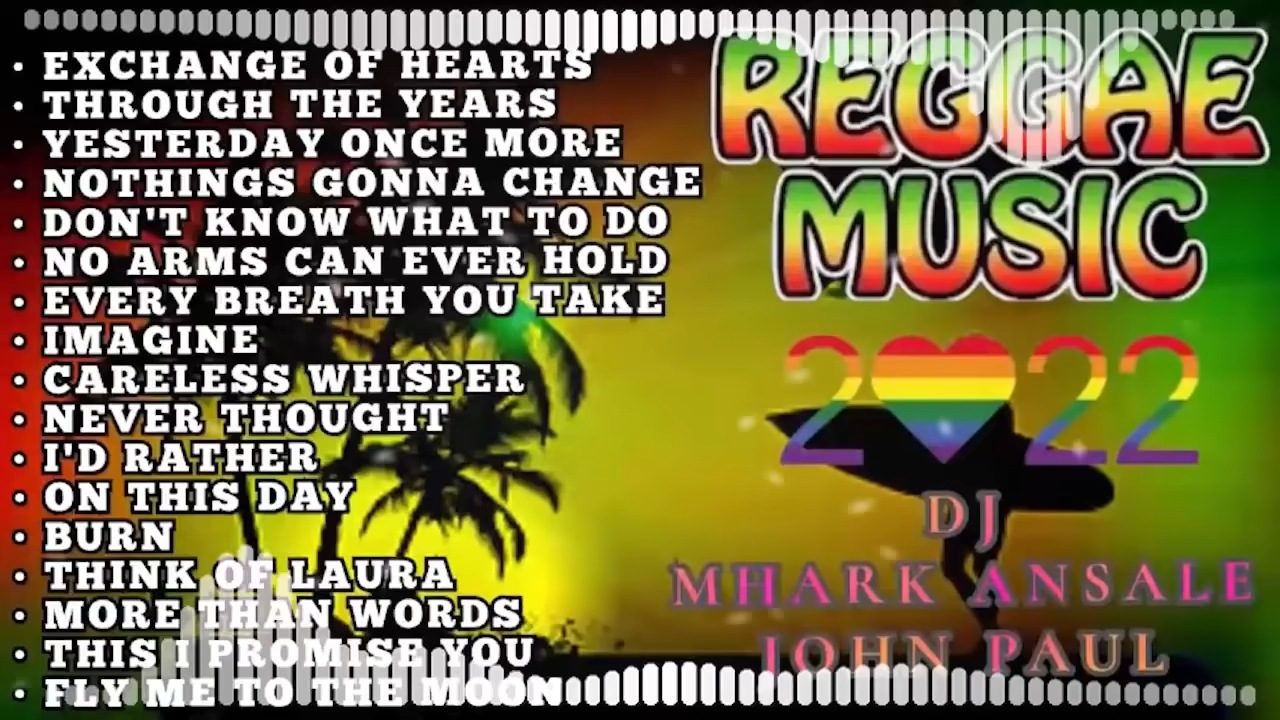 • EXCHANGE OF HEARTS
• THROUGH THE YEARS
• YESTERDAY ONCE MORE
• NOTHINGS GONNA CHANGE
• DON'T KNOW WHAT TO DO
• NO ARMS CAN EVER HOLD
• EVERY BREATH YOU TAKE
• IMAGINE
• CARELESS WHISPER
• NEVER THOUGHT
• I'D RATHER
• ON THIS DAY
• BURN
• THINK OF LAURA
• MORE THAN WORDS
• THIS I PROMISE YOU
• FLY ME TO THE MOON
REGGAE
MUSIC
2❤22
DJ
MHARK ANSALE
JOHN PAUL